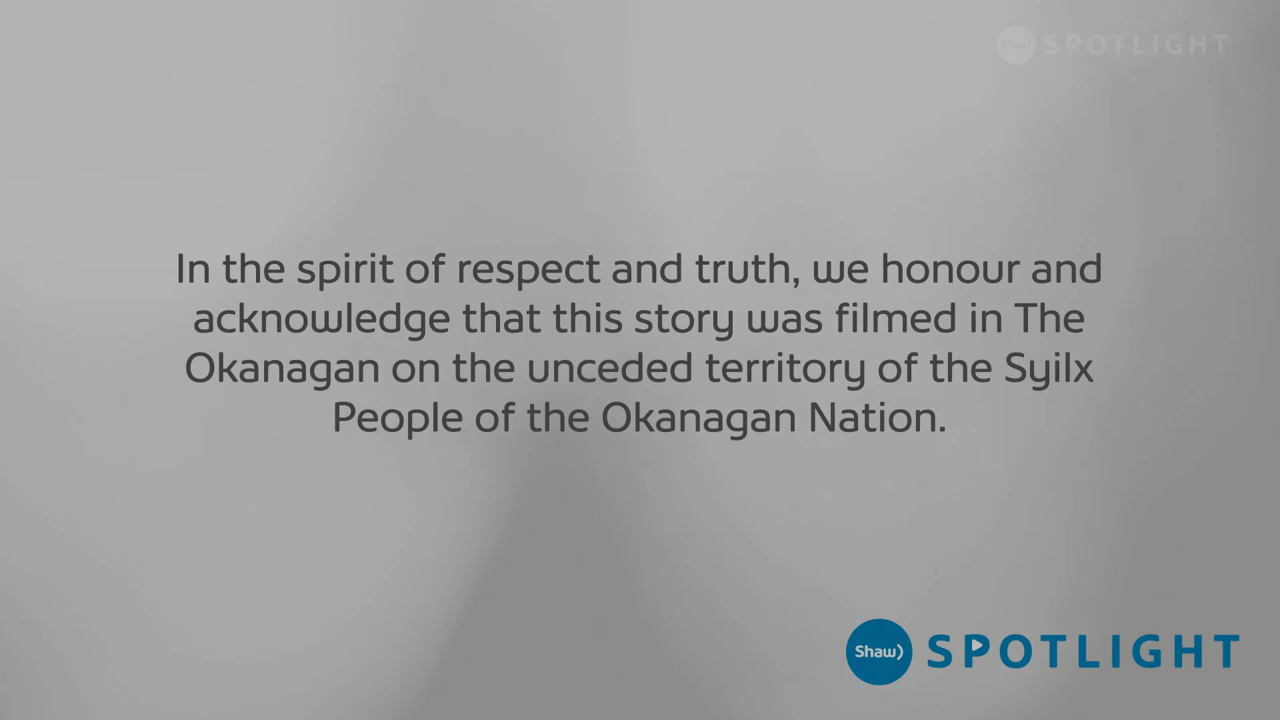 Shaw) SPOTLIGHT
In the spirit of respect and truth, we honour and
acknowledge that this story was filmed in The
Okanagan on the unceded territory of the Syilx
People of the Okanagan Nation.
Shaw) SPOTLIGHT